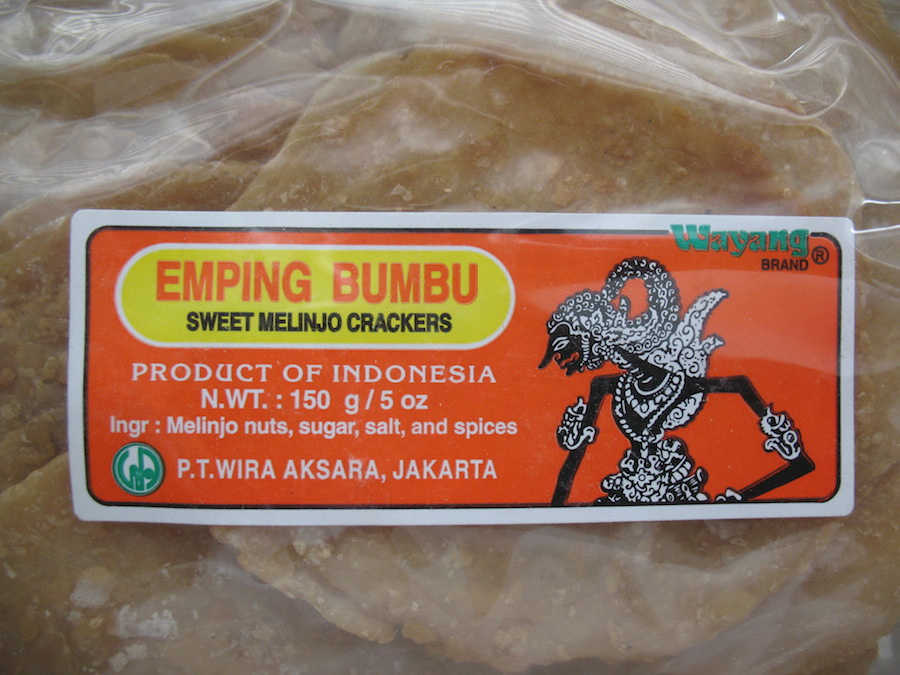 Wayang ®
BRAND
EMPING BUMBU
SWEET MELINJO CRACKERS
PRODUCT OF INDONESIA
N.WT. : 150 g / 5 oz
Ingr : Melinjo nuts, sugar, salt, and spices
P.T.WIRA AKSARA, JAKARTA